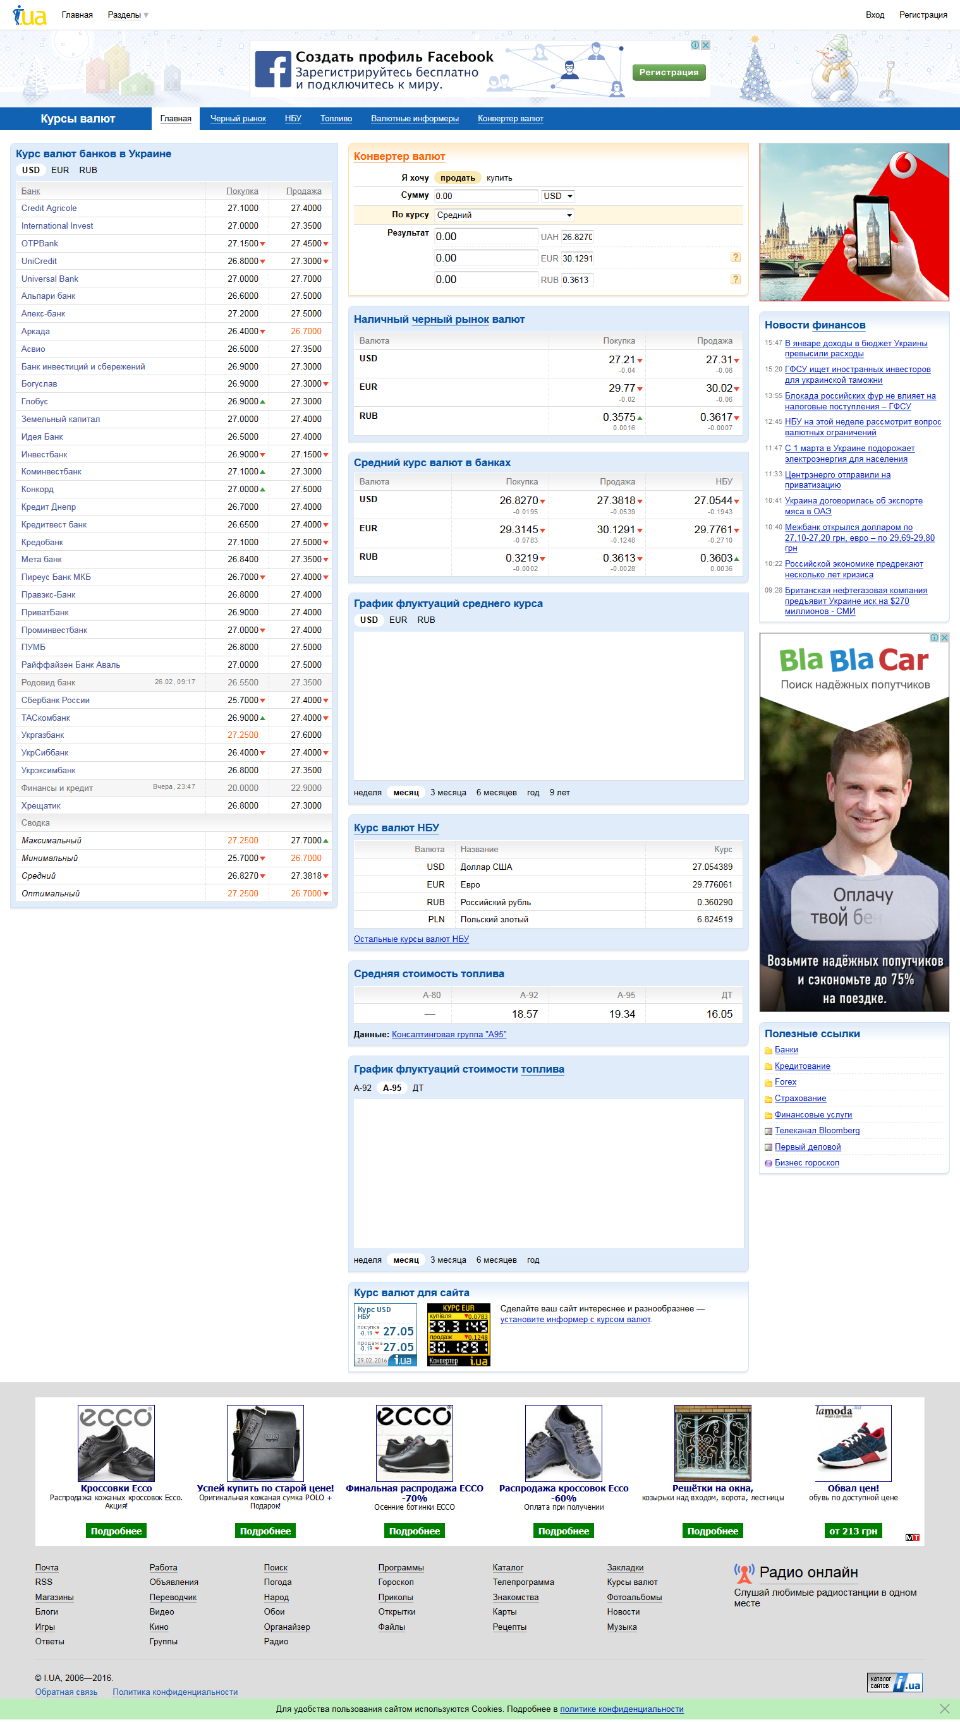 i.ua Главная Разделы Вход Регистрация
Создать профиль Facebook
Зарегистрируйтесь бесплатно
и подключитесь к миру.
Регистрация
Курсы валют Главная Черный рынок НБУ Топливо Валютные информеры Конвертер валют
Курс валют банков в Украине
USD EUR RUB
Банк Покупка Продажа
Credit Agricole 27.1000 27.4000
International Invest 27.0000 27.3500
OTPBank 27.1500 27.4500
UniCredit 26.8000 27.3000
Universal Bank 27.0000 27.7000
Альпари банк 26.6000 27.5000
Апекс-банк 27.2000 27.5000
Аркада 26.4000 26.7000
Асвио 26.5000 27.3500
Банк инвестиций и сбережений 26.9000 27.3000
Богуслав 26.9000 27.3000
Глобус 26.9000 27.3000
Земельный капитал 27.0000 27.4000
Идея Банк 26.5000 27.4000
Инвестбанк 26.9000 27.1500
Коминвестбанк 27.1000 27.3000
Конкорд 27.0000 27.5000
Кредит Днепр 26.7000 27.4000
Кредитвест банк 26.6500 27.4000
Кредобанк 27.1000 27.5000
Мета банк 26.8400 27.3500
Пиреус Банк МКБ 26.7000 27.4000
Правэкс-Банк 26.8000 27.4000
ПриватБанк 26.9000 27.4000
Проминвестбанк 27.0000 27.4000
ПУМБ 26.8000 27.5000
Райффайзен Банк Аваль 27.0000 27.5000
Родовид банк 26.02, 09:17 26.5500 27.3500
Сбербанк России 25.7000 27.4000
ТАСкомбанк 26.9000 27.4000
Укргазбанк 27.2500 27.6000
УкрСиббанк 26.4000 27.4000
Укрэксимбанк 26.8000 27.3500
Финансы и кредит Вчера, 23:47 20.0000 22.9000
Хрещатик 26.8000 27.3000
Сводка
Максимальный 27.2500 27.7000
Минимальный 25.7000 26.7000
Средний 26.8270 27.3818
Оптимальный 27.2500 26.7000
Конвертер валют
Я хочу продать купить
Сумму 0.00 USD
По курсу Средний
Результат 0.00 UAH 26.8270
0.00 EUR 30.1291 ?
0.00 RUB 0.3613 ?
Наличный черный рынок валют
Валюта Покупка Продажа
USD 27.21 27.31
-0.04 -0.08
EUR 29.77 30.02
-0.02 -0.06
RUB 0.3575 0.3617
0.0016 -0.0007
Средний курс валют в банках
Валюта Покупка Продажа НБУ
USD 26.8270 27.3818 27.0544
-0.0195 -0.0539 -0.1943
EUR 29.3145 30.1291 29.7761
-0.0783 -0.1248 -0.2710
RUB 0.3219 0.3613 0.3603
-0.0002 -0.0028 0.0036
График флуктуаций среднего курса
USD EUR RUB
неделя месяц 3 месяца 6 месяцев год 9 лет
Курс валют НБУ
Валюта Название Курс
USD Доллар США 27.054389
EUR Евро 29.776061
RUB Российский рубль 0.360290
PLN Польский злотый 6.824519
Остальные курсы валют НБУ
Средняя стоимость топлива
А-80 А-92 А-95 ДТ
— 18.57 19.34 16.05
Данные: Консалтинговая группа "А95"
График флуктуаций стоимости топлива
А-92 А-95 ДТ
неделя месяц 3 месяца 6 месяцев год
Курс валют для сайта
Курс USD
НБУ
покупка
-0.19 27.05
продажа
-0.19 27.05
29.02.2016 i.ua
КУРС EUR
купівля 0.0783
29.3145
продаж 0.1248
30.1291
Конвертер i.ua
Сделайте ваш сайт интереснее и разнообразнее —
установите информер с курсом валют.
Новости финансов
15:47 В январе доходы в бюджет Украины
превысили расходы
15:20 ГФСУ ищет иностранных инвесторов
для украинской таможни
13:55 Блокада российских фур не влияет на
налоговые поступления – ГФСУ
12:45 НБУ на этой неделе рассмотрит вопрос
валютных ограничений
11:47 С 1 марта в Украине подорожает
электроэнергия для населения
11:33 Центрэнерго отправили на
приватизацию
10:41 Украина договорилась об экспорте
мяса в ОАЭ
10:40 Межбанк открылся долларом по
27,10-27,20 грн, евро – по 29,69-29,80
грн
10:22 Российской экономике предрекают
несколько лет кризиса
09:28 Британская нефтегазовая компания
предъявит Украине иск на $270
миллионов - СМИ
Bla Bla Car
Поиск надёжных попутчиков
Оплачу
твой бен
Возьмите надёжных попутчиков
и сэкономьте до 75%
на поездке.
Полезные ссылки
Банки
Кредитование
Forex
Страхование
Финансовые услуги
Телеканал Bloomberg
Первый деловой
Бизнес гороскоп
ecco
Кроссовки Ecco
Распродажа кожаных кроссовок Ecco.
Акция!
Подробнее
Успей купить по старой цене!
Оригинальная кожаная сумка POLO +
Подарок!
Подробнее
ecco
Финальная распродажа ECCO
-70%
Осенние ботинки ECCO
Подробнее
Распродажа кроссовок Ecco
-60%
Оплата при получении
Подробнее
Решётки на окна,
козырьки над входом, ворота, лестницы
Подробнее
lamoda
Обвал цен!
обувь по доступной цене
от 213 грн
МТ
Почта Работа Поиск Программы Каталог Закладки
RSS Объявления Погода Гороскоп Телепрограмма Курсы валют
Магазины Переводчик Народ Приколы Знакомства Фотоальбомы
Блоги Видео Обои Открытки Карты Новости
Игры Кино Органайзер Файлы Рецепты Музыка
Ответы Группы Радио
Радио онлайн
Слушай любимые радиостанции в одном
месте
© I.UA, 2006—2016.
Обратная связь Политика конфиденциальности
каталог
сайтов i.ua
Для удобства пользования сайтом используются Cookies. Подробнее в политике конфиденциальности